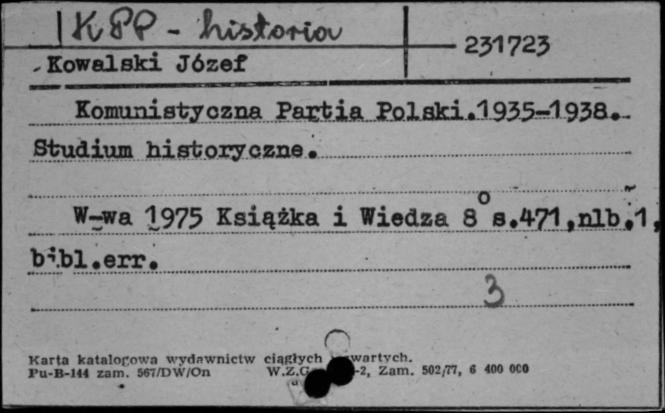 KPP - historia
231723
Kowalski Józef
Komunistyczna Partia Polski.1935-1938.
Studium historyczne.
W-wa 1975 Książka i Wiedza 8° s.471,nlb.1,
bibl.err.
3
Karta katalogowa wydawnictw ciągłych wartych.
Pu-B-144 zam. 567/DW/On W.Z.G. -2, Zam. 502/77, 6 400 000